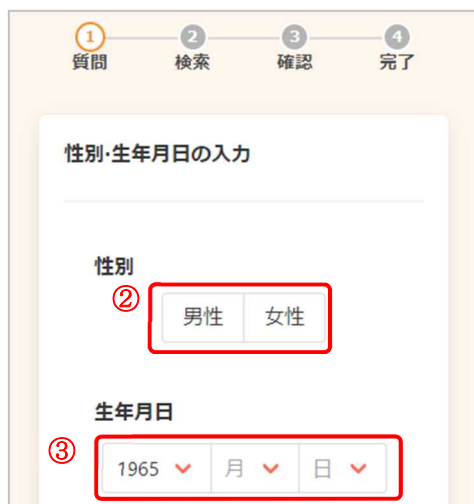 1 2 3 4
質問 検索 確認 完了
性別·生年月日の入力
性別
②
男性 女性
生年月日
③
1965 月 日